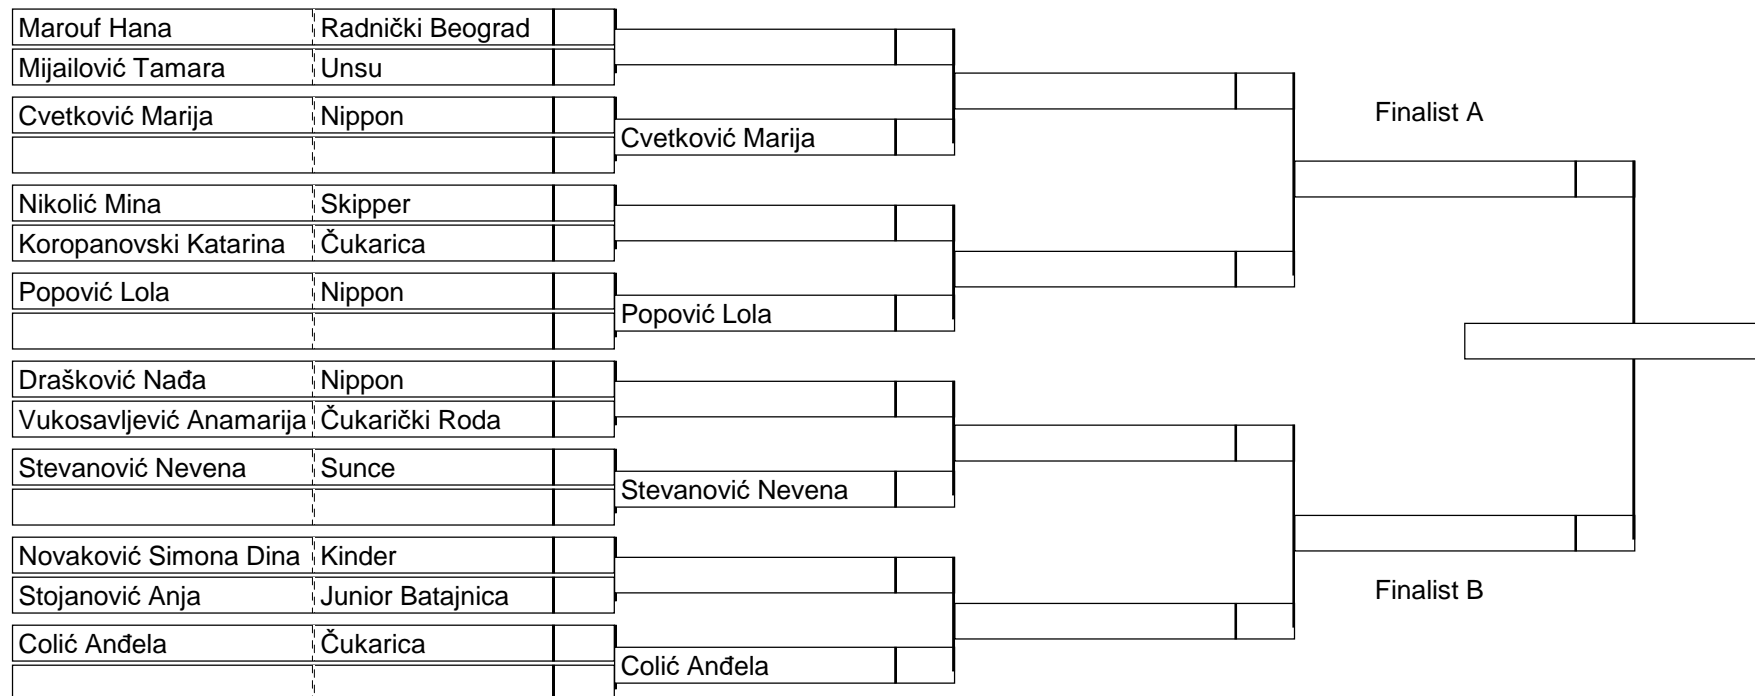 Marouf Hana Radnički Beograd
Mijailović Tamara Unsu
Cvetković Marija Nippon
Cvetković Marija
Finalist A
Nikolić Mina Skipper
Koropanovski Katarina Čukarica
Popović Lola Nippon
Popović Lola
Drašković Nađa Nippon
Vukosavljević Anamarija Čukarički Roda
Stevanović Nevena Sunce
Stevanović Nevena
Novaković Simona Dina Kinder
Stojanović Anja Junior Batajnica
Finalist B
Colić Anđela Čukarica
Colić Anđela